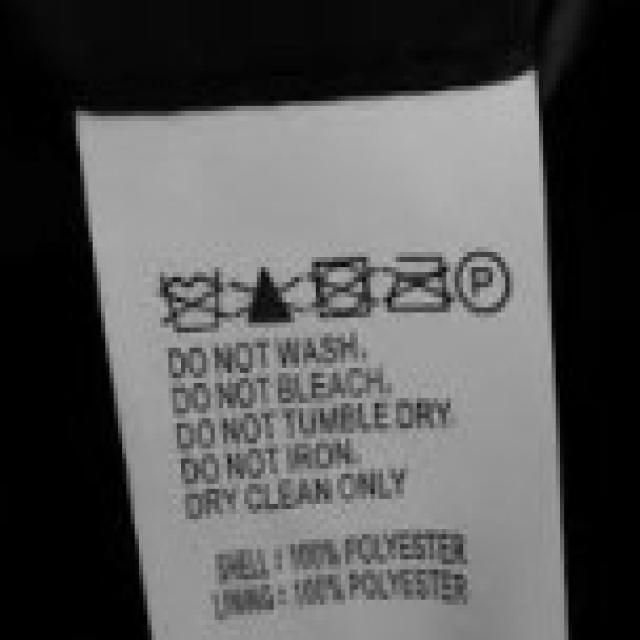 P
DO NOT WASH.
DO NOT BLEACH.
DO NOT TUMBLE DRY.
DO NOT IRON.
DRY CLEAN ONLY
SHELL : 100% POLYESTER
LINING : 100% POLYESTER